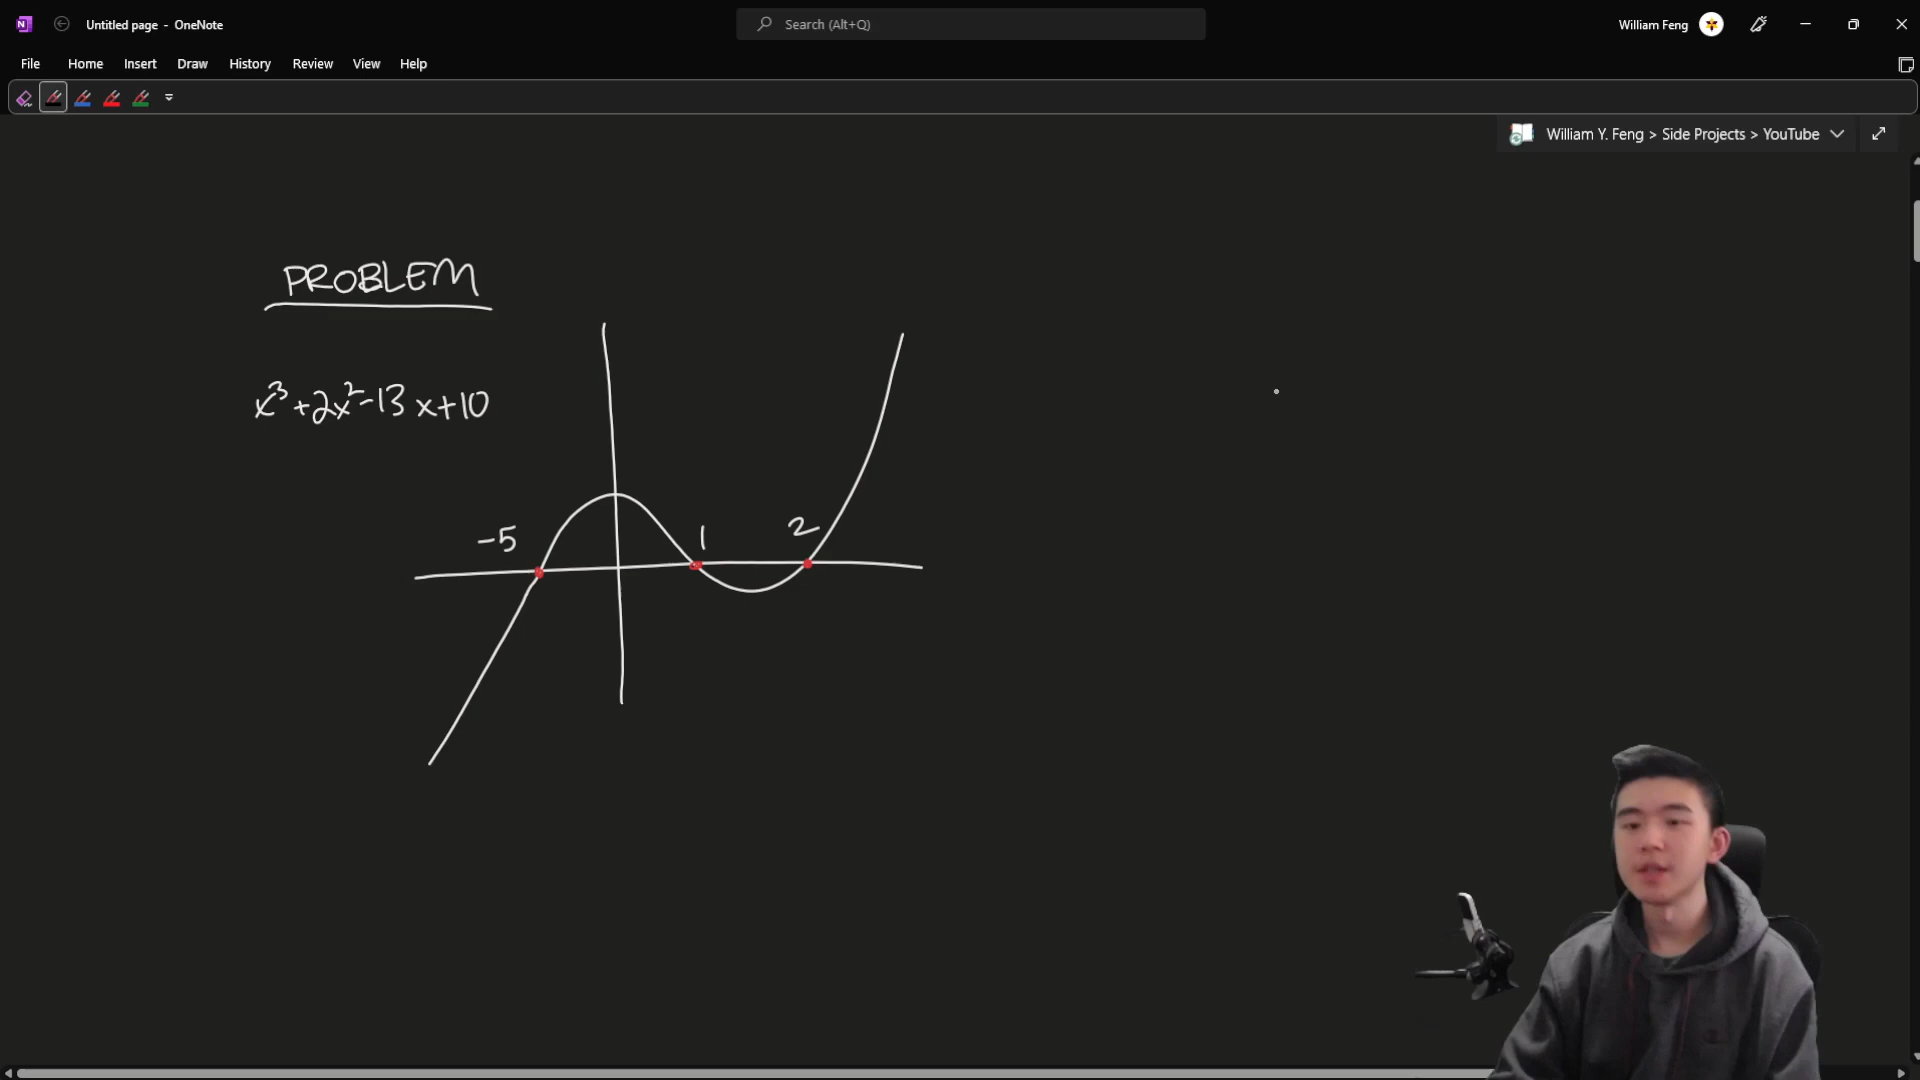 Untitled page - OneNote
Search (Alt+Q)
William Feng
File Home Insert Draw History Review View Help
William Y. Feng > Side Projects > YouTube
PROBLEM
x³+2x²-13x+10
-5 1 2